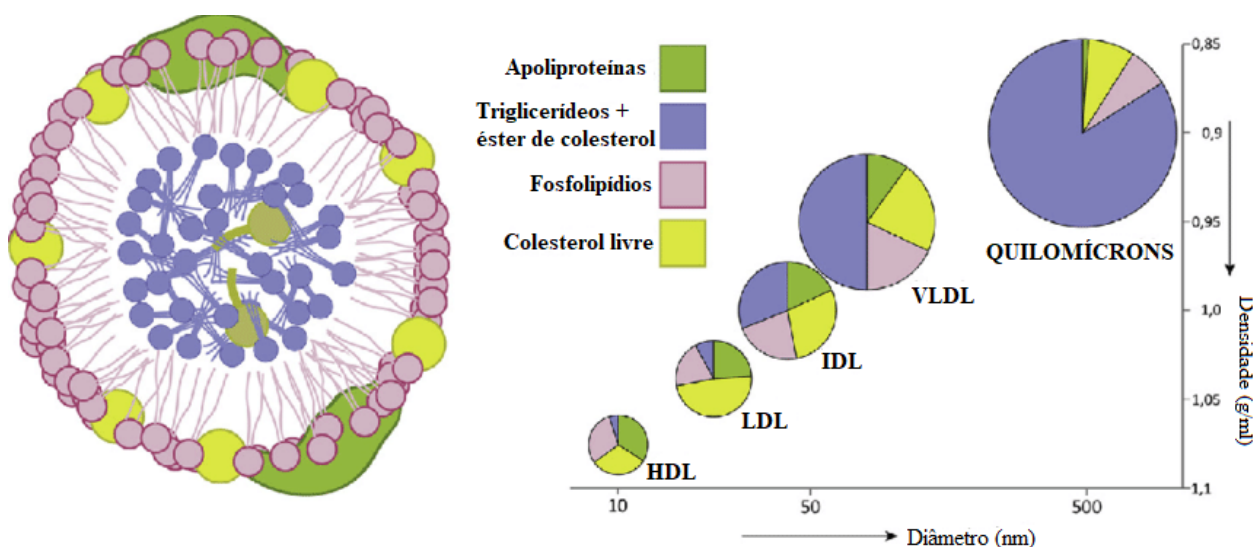 Apoliproteínas
Triglicerídeos +
éster de colesterol
Fosfolipídios
Colesterol livre
QUILOMÍCRONS
VLDL
IDL
LDL
HDL
0,85
0,9
0,95
1,0
1,05
1,1
Densidade (g/ml)
10
50
500
Diâmetro (nm)